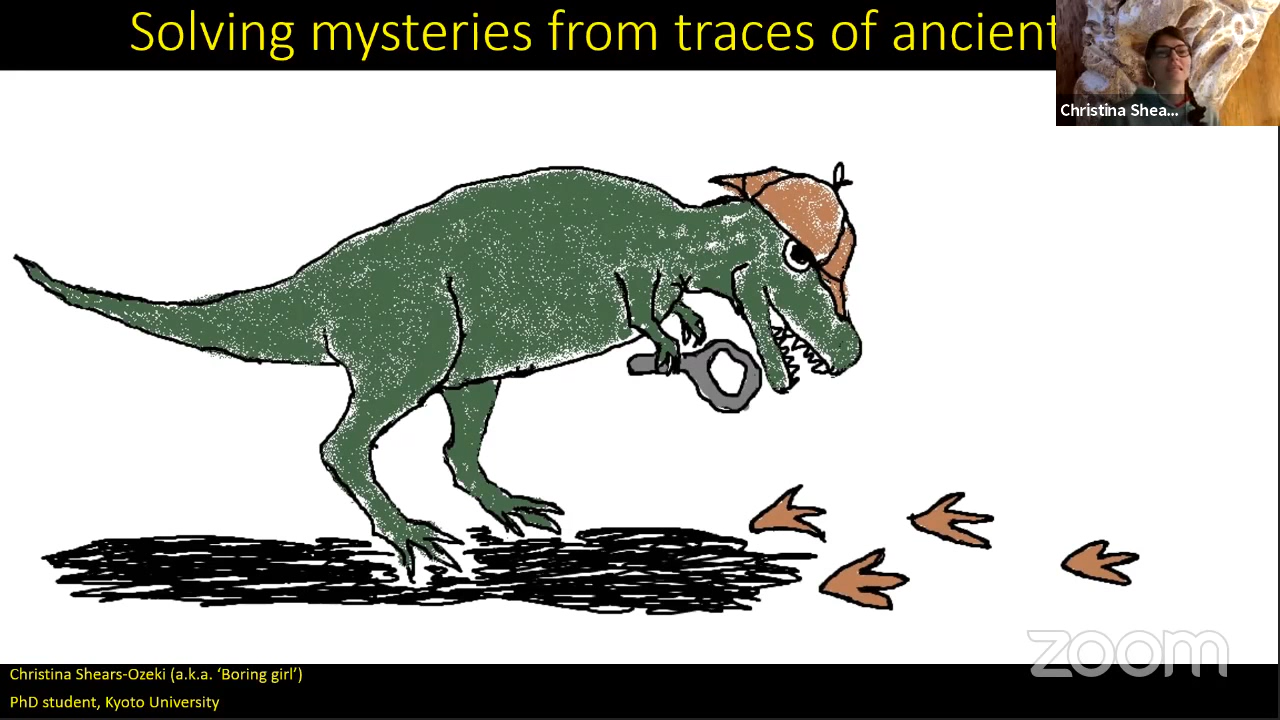 Solving mysteries from traces of ancient
Christina Shea...
zoom
Christina Shears-Ozeki (a.k.a. ‘Boring girl’)
PhD student, Kyoto University